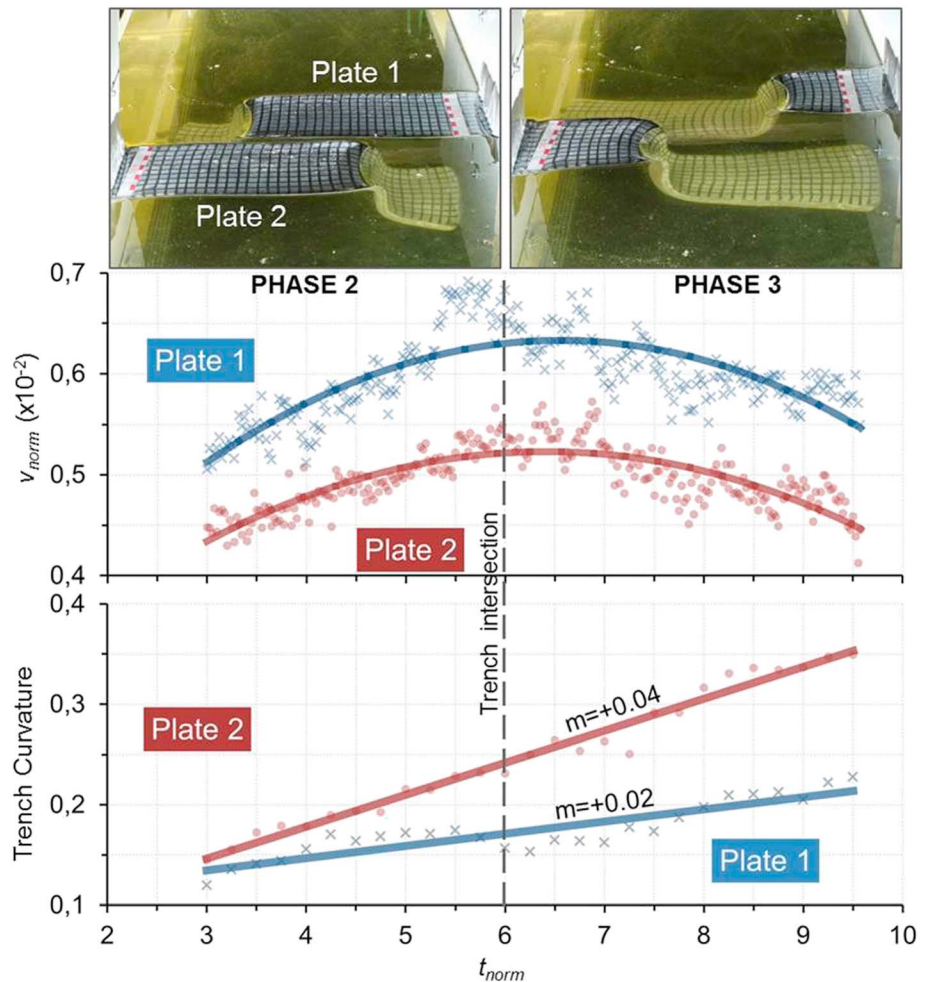 Plate 1
Plate 2
0,7
PHASE 2
PHASE 3
Plate 1
0,6
v_norm (x10^-2)
0,5
Plate 2
0,4
Trench intersection
0,4
m=+0.04
Plate 2
0,3
Trench Curvature
m=+0.02
0,2
Plate 1
0,1
2 3 4 5 6 7 8 9 10
t_norm